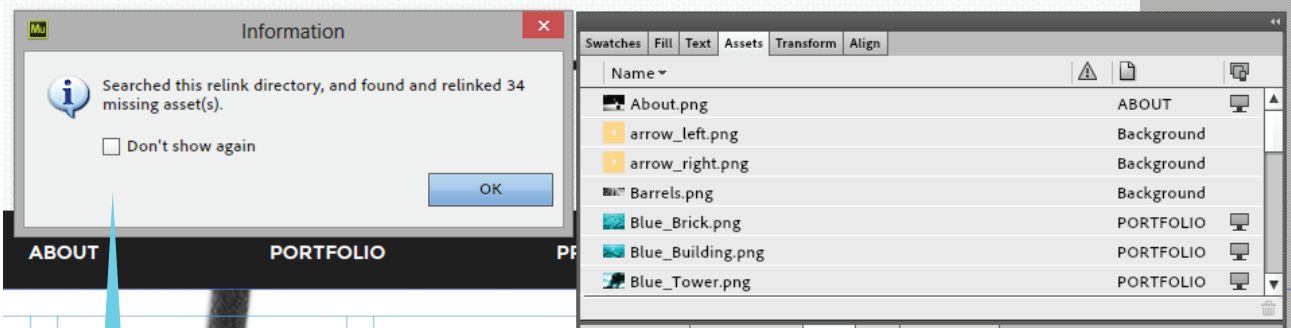 Mu Information
Searched this relink directory, and found and relinked 34
missing asset(s).
Don't show again
OK
ABOUT PORTFOLIO
Swatches Fill Text Assets Transform Align
Name
About.png ABOUT
arrow_left.png Background
arrow_right.png Background
Barrels.png Background
Blue_Brick.png PORTFOLIO
Blue_Building.png PORTFOLIO
Blue_Tower.png PORTFOLIO